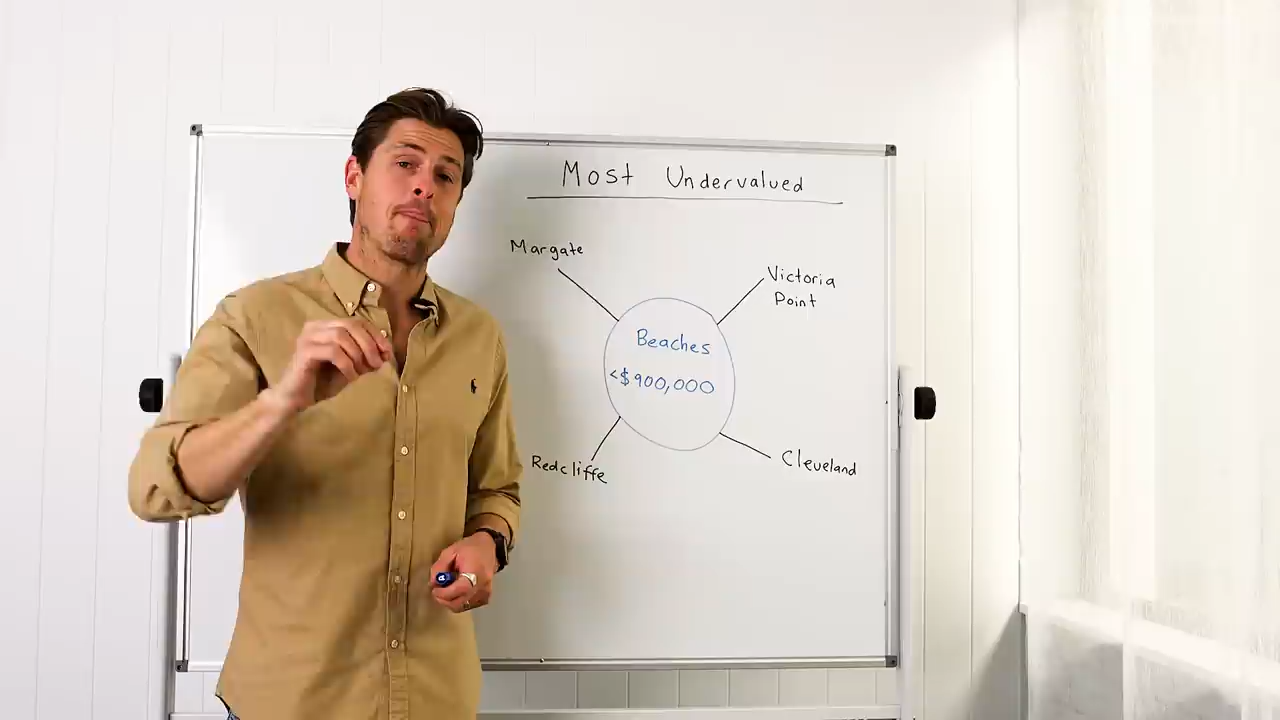 Most Undervalued
Margate
Victoria
Point
Beaches
<$900,000
Redcliffe
Cleveland